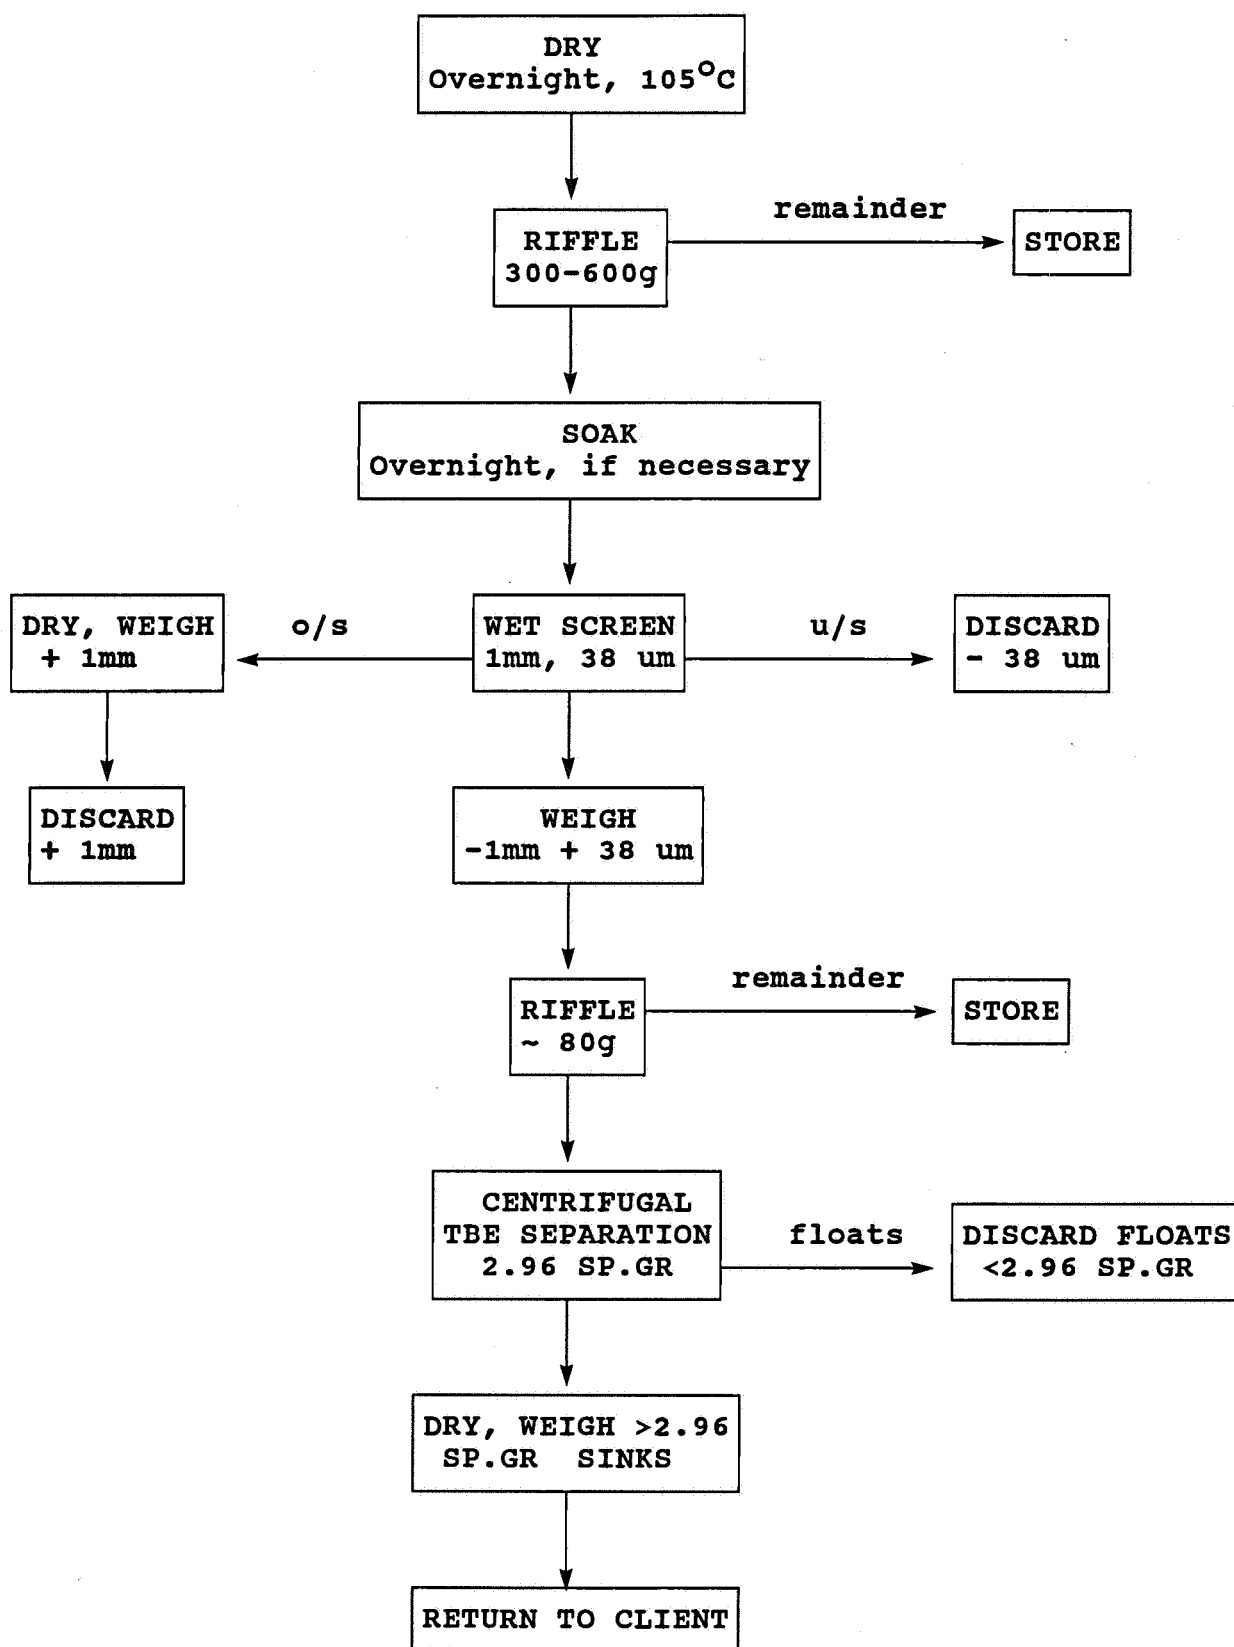 DRY
Overnight, 105°C
remainder
RIFFLE
300-600g
STORE
SOAK
Overnight, if necessary
DRY, WEIGH
+ 1mm
o/s
WET SCREEN
1mm, 38 um
u/s
DISCARD
- 38 um
DISCARD
+ 1mm
WEIGH
-1mm + 38 um
remainder
RIFFLE
~ 80g
STORE
CENTRIFUGAL
TBE SEPARATION
2.96 SP.GR
floats
DISCARD FLOATS
<2.96 SP.GR
DRY, WEIGH >2.96
SP.GR SINKS
RETURN TO CLIENT